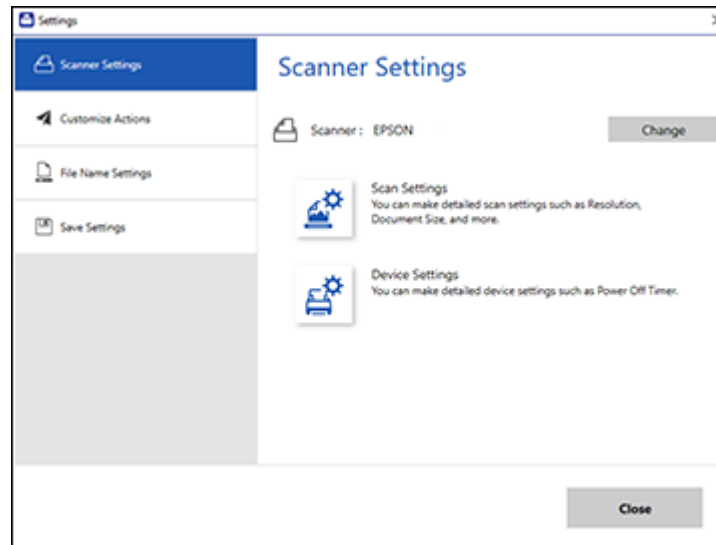 Settings
Scanner Settings
Customize Actions
File Name Settings
Save Settings
Scanner Settings
Scanner : EPSON
Change
Scan Settings
You can make detailed scan settings such as Resolution,
Document Size, and more.
Device Settings
You can make detailed device settings such as Power Off Timer.
Close